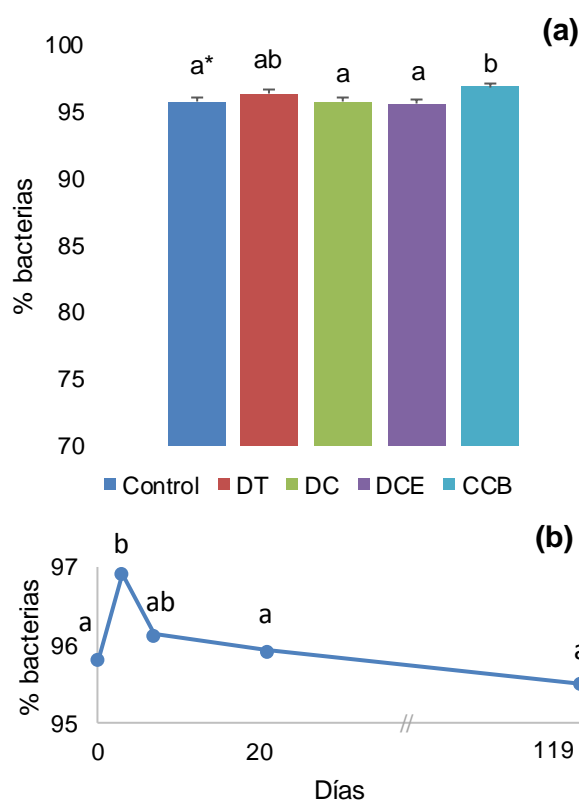 (a)
100
95
90
85
80
75
70
% bacterias
a* ab a a b
Control DT DC DCE CCB
(b)
97
96
95
% bacterias
a b ab a a
0 20 119
//
Días